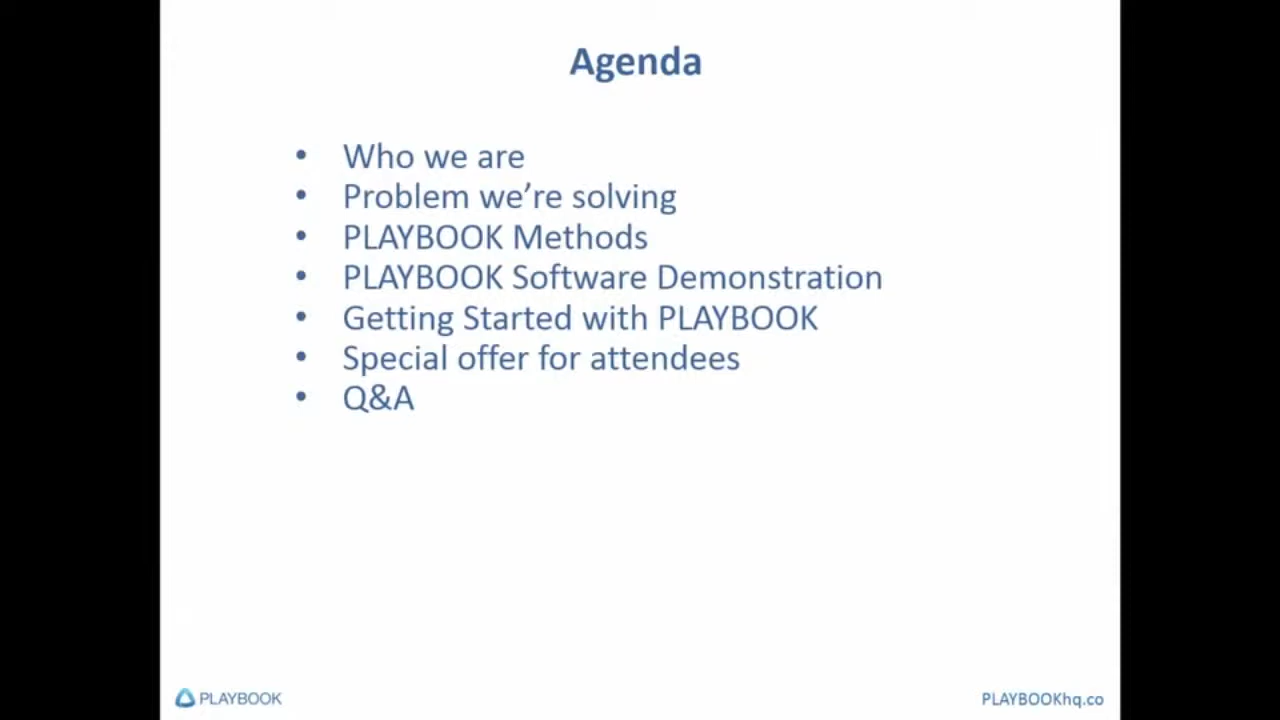 Agenda
• Who we are
• Problem we’re solving
• PLAYBOOK Methods
• PLAYBOOK Software Demonstration
• Getting Started with PLAYBOOK
• Special offer for attendees
• Q&A
PLAYBOOK
PLAYBOOKhq.co